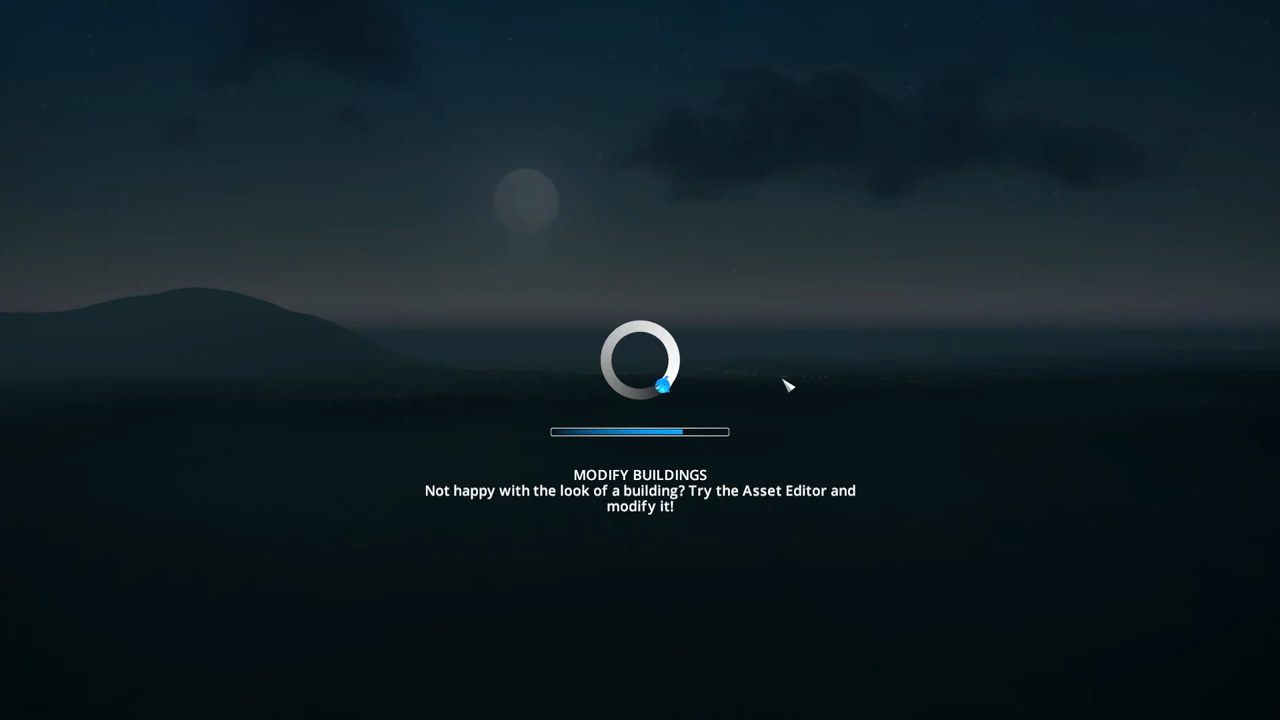 MODIFY BUILDINGS
Not happy with the look of a building? Try the Asset Editor and
modify it!